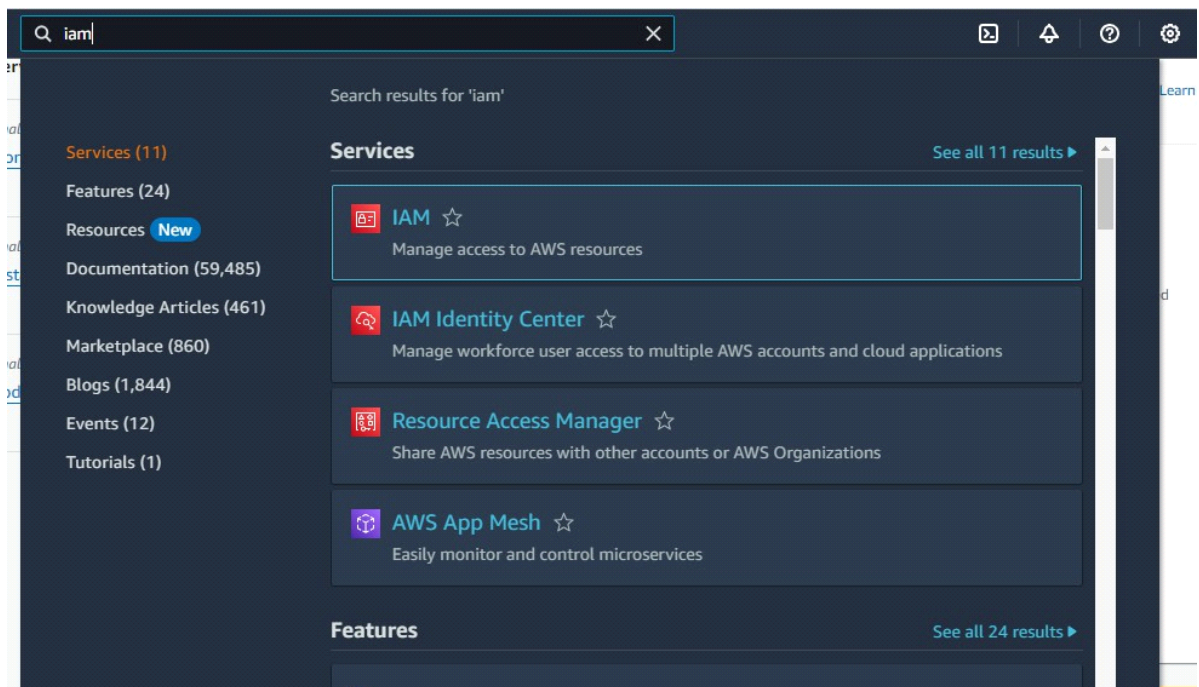 iam
Search results for 'iam'
Services (11)
Features (24)
Resources New
Documentation (59,485)
Knowledge Articles (461)
Marketplace (860)
Blogs (1,844)
Events (12)
Tutorials (1)
Services
See all 11 results
IAM
Manage access to AWS resources
IAM Identity Center
Manage workforce user access to multiple AWS accounts and cloud applications
Resource Access Manager
Share AWS resources with other accounts or AWS Organizations
AWS App Mesh
Easily monitor and control microservices
Features
See all 24 results
Learn